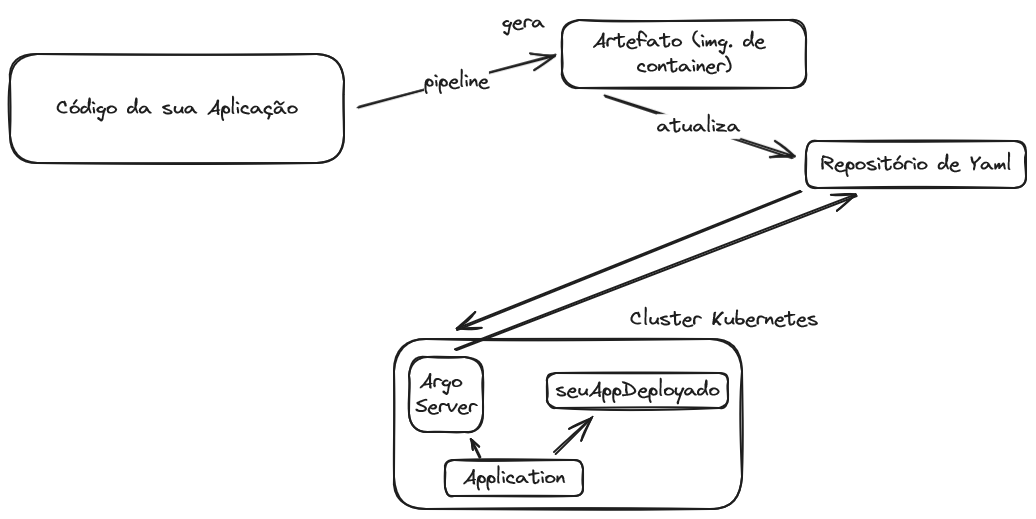 gera
Artefato (img. de
container)
pipeline
Código da sua Aplicação
atualiza
Repositório de Yaml
Cluster Kubernetes
Argo
Server
seuAppDeployado
Application